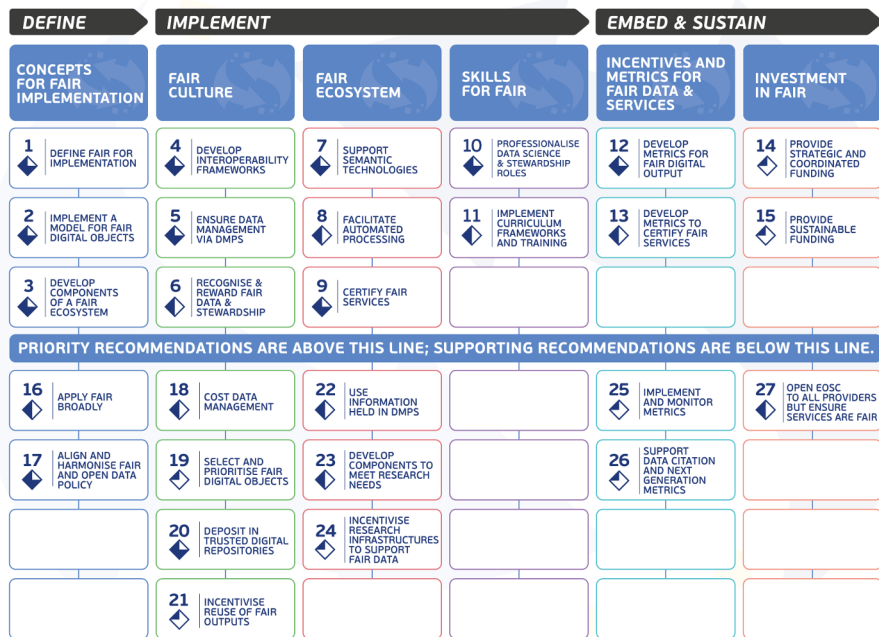 DEFINE
IMPLEMENT
EMBED & SUSTAIN
CONCEPTS
FOR FAIR
IMPLEMENTATION
FAIR
CULTURE
FAIR
ECOSYSTEM
SKILLS
FOR FAIR
INCENTIVES AND
METRICS FOR
FAIR DATA &
SERVICES
INVESTMENT
IN FAIR
1
DEFINE FAIR FOR
IMPLEMENTATION
4
DEVELOP
INTEROPERABILITY
FRAMEWORKS
7
SUPPORT
SEMANTIC
TECHNOLOGIES
10
PROFESSIONALISE
DATA SCIENCE
& STEWARDSHIP
ROLES
12
DEVELOP
METRICS FOR
FAIR DIGITAL
OUTPUT
14
PROVIDE
STRATEGIC AND
COORDINATED
FUNDING
2
IMPLEMENT A
MODEL FOR FAIR
DIGITAL OBJECTS
5
ENSURE DATA
MANAGEMENT
VIA DMPS
8
FACILITATE
AUTOMATED
PROCESSING
11
IMPLEMENT
CURRICULUM
FRAMEWORKS
AND TRAINING
13
DEVELOP
METRICS TO
CERTIFY FAIR
SERVICES
15
PROVIDE
SUSTAINABLE
FUNDING
3
DEVELOP
COMPONENTS
OF A FAIR
ECOSYSTEM
6
RECOGNISE &
REWARD FAIR
DATA &
STEWARDSHIP
9
CERTIFY FAIR
SERVICES
PRIORITY RECOMMENDATIONS ARE ABOVE THIS LINE; SUPPORTING RECOMMENDATIONS ARE BELOW THIS LINE.
16
APPLY FAIR
BROADLY
18
COST DATA
MANAGEMENT
22
USE
INFORMATION
HELD IN DMPS
25
IMPLEMENT
AND MONITOR
METRICS
27
OPEN EOSC
TO ALL PROVIDERS
BUT ENSURE
SERVICES ARE FAIR
17
ALIGN AND
HARMONISE FAIR
AND OPEN DATA
POLICY
19
SELECT AND
PRIORITISE FAIR
DIGITAL OBJECTS
23
DEVELOP
COMPONENTS TO
MEET RESEARCH
NEEDS
26
SUPPORT
DATA CITATION
AND NEXT
GENERATION
METRICS
20
DEPOSIT IN
TRUSTED DIGITAL
REPOSITORIES
24
INCENTIVISE
RESEARCH
INFRASTRUCTURES
TO SUPPORT
FAIR DATA
21
INCENTIVISE
REUSE OF FAIR
OUTPUTS